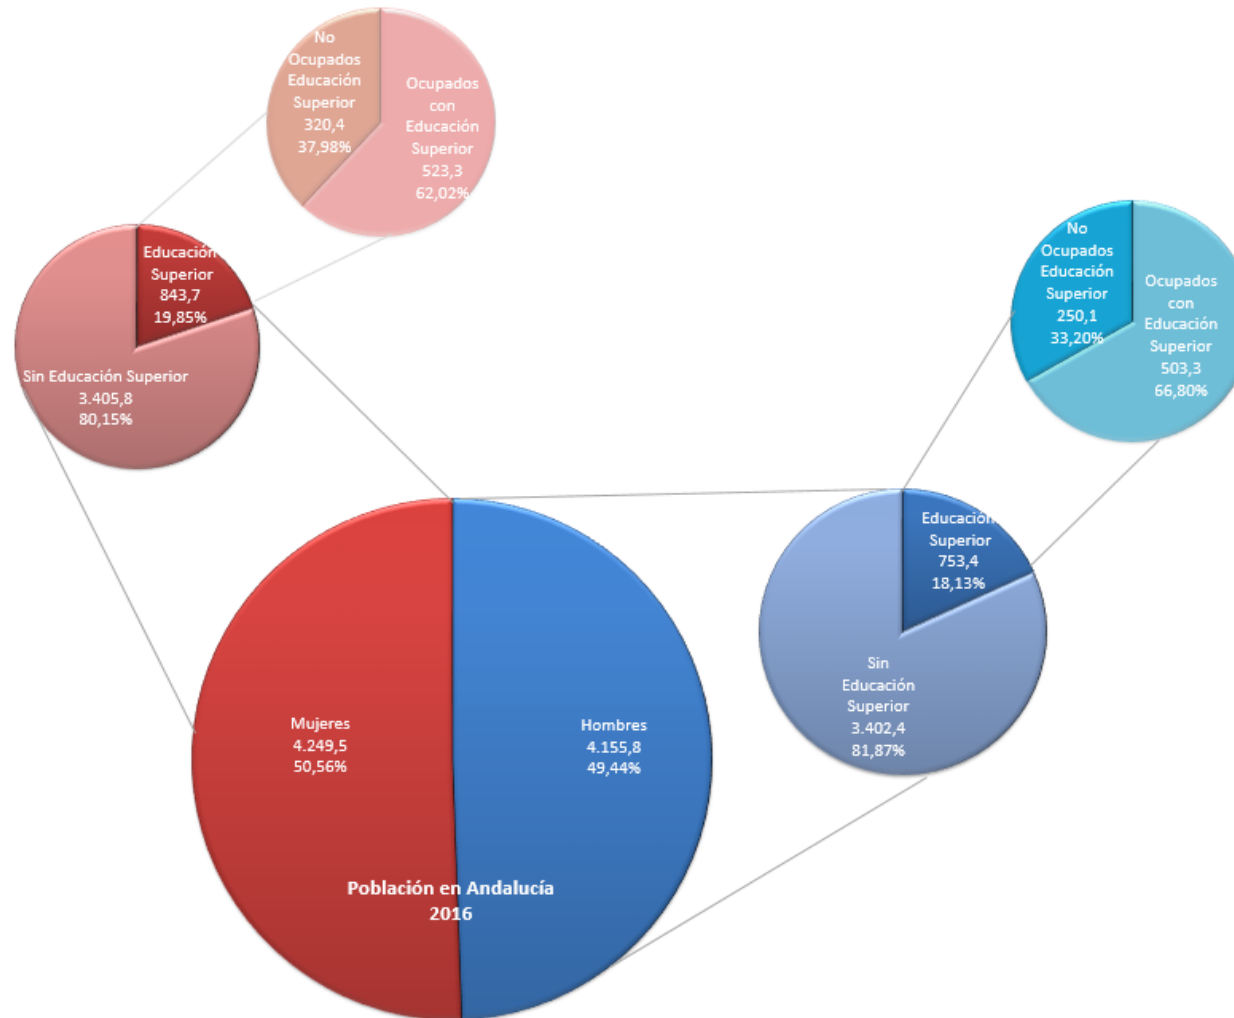 No
Ocupados
Educación
Superior
320,4
37,98%
Ocupados
con
Educación
Superior
523,3
62,02%
Educación
Superior
843,7
19,85%
Sin Educación Superior
3.405,8
80,15%
No
Ocupados
Educación
Superior
250,1
33,20%
Ocupados
con
Educación
Superior
503,3
66,80%
Educación
Superior
753,4
18,13%
Sin
Educación
Superior
3.402,4
81,87%
Mujeres
4.249,5
50,56%
Hombres
4.155,8
49,44%
Población en Andalucía
2016